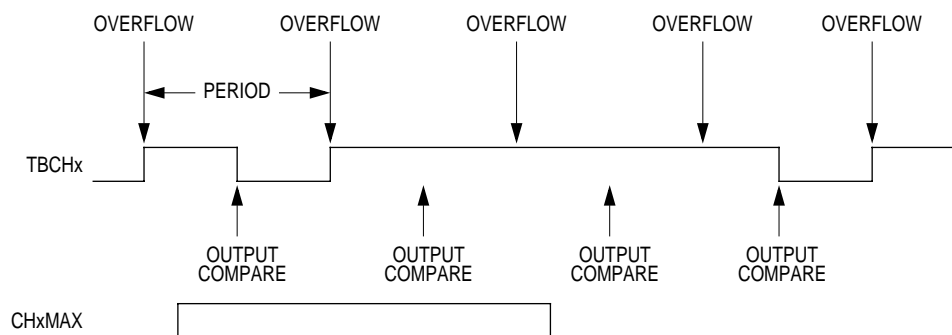 OVERFLOW OVERFLOW OVERFLOW OVERFLOW OVERFLOW
PERIOD
TBCHx
OUTPUT OUTPUT OUTPUT OUTPUT
COMPARE COMPARE COMPARE COMPARE
CHxMAX